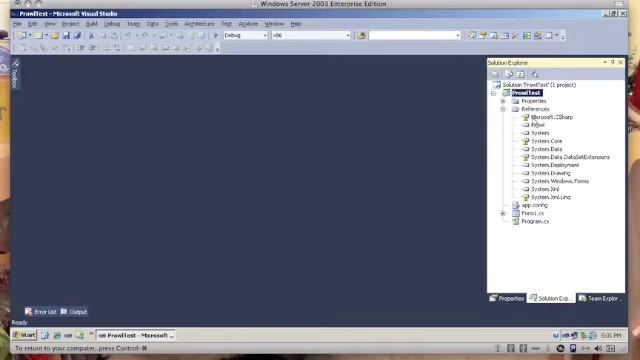 Windows Server 2003 Enterprise Edition
ProwlTest - Microsoft Visual Studio
File Edit View Project Build Debug Team Data Tools Architecture Test Analyze Window Help
Debug x86
Toolbox
Solution Explorer
Solution 'ProwlTest' (1 project)
ProwlTest
Properties
References
Microsoft.CSharp
Prowl
System
System.Core
System.Data
System.Data.DataSetExtensions
System.Deployment
System.Drawing
System.Windows.Forms
System.Xml
System.Xml.Linq
app.config
Form1.cs
Program.cs
Error List Output
Properties Solution Exp... Team Explor...
Ready
Start ProwlTest - Microsoft ...
To return to your computer, press Control-⌘